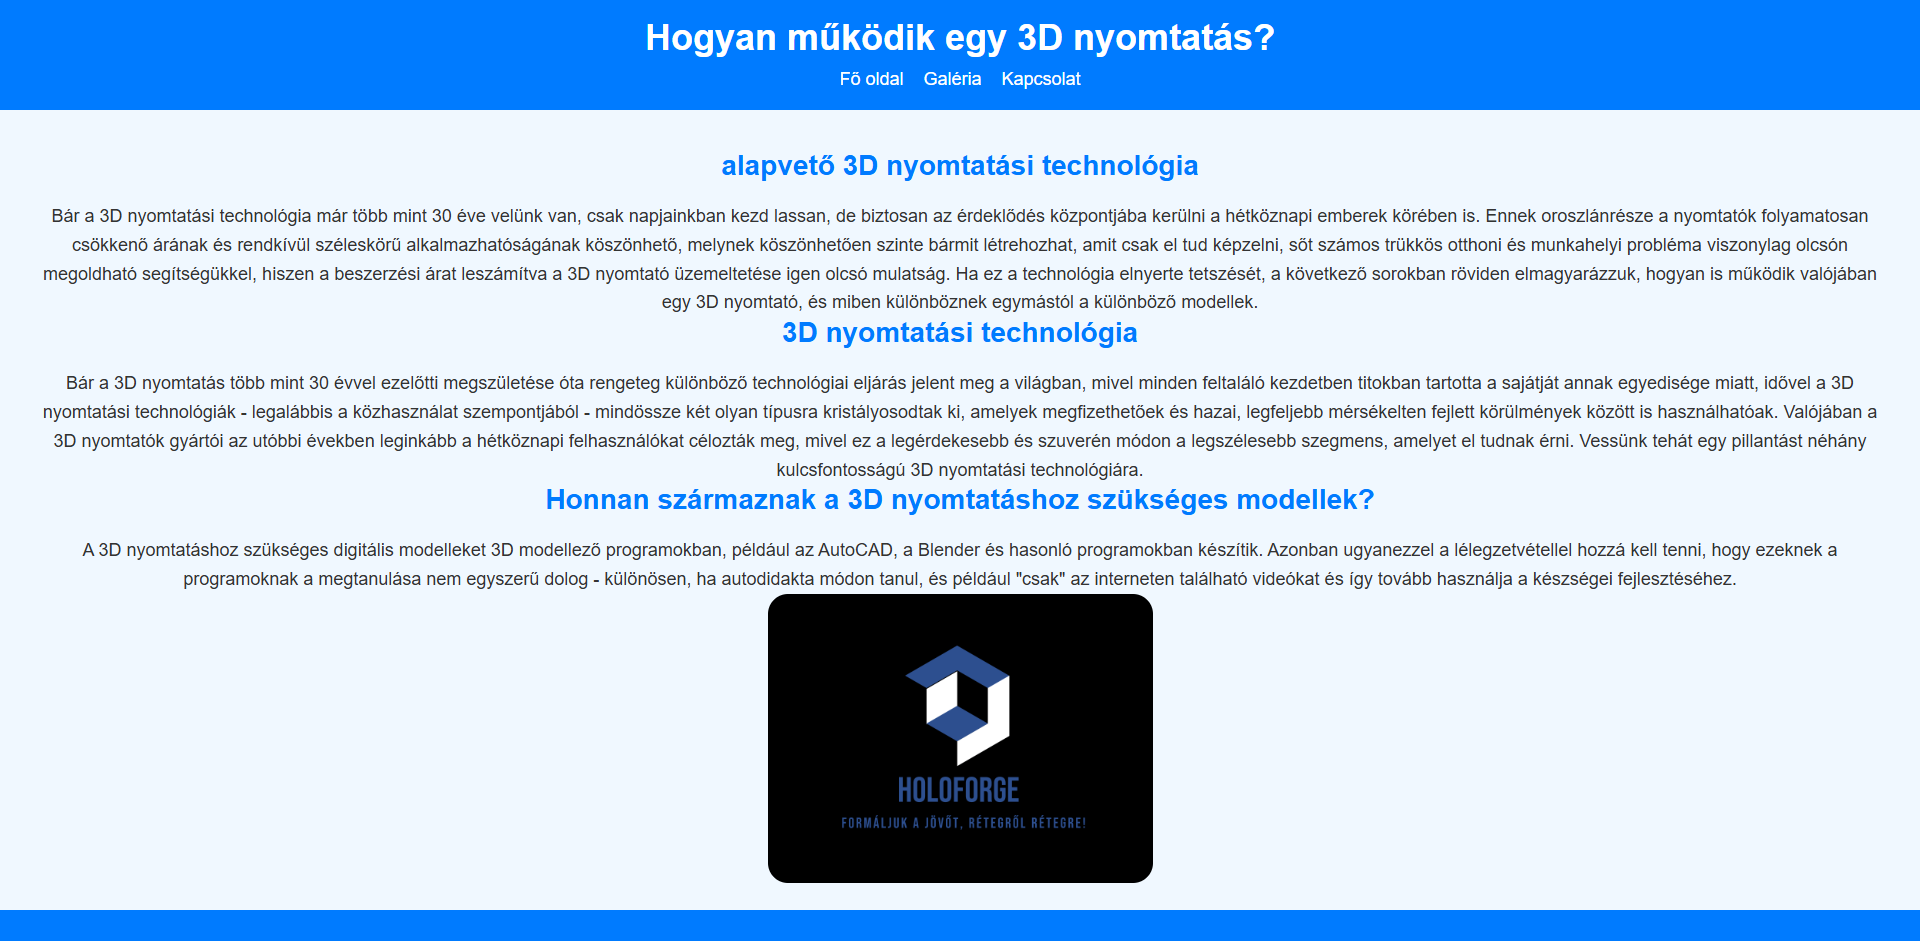 Hogyan működik egy 3D nyomtatás?
Fő oldal Galéria Kapcsolat
alapvető 3D nyomtatási technológia
Bár a 3D nyomtatási technológia már több mint 30 éve velünk van, csak napjainkban kezd lassan, de biztosan az érdeklődés központjába kerülni a hétköznapi emberek körében is. Ennek oroszlánrésze a nyomtatók folyamatosan
csökkenő árának és rendkívül széleskörű alkalmazhatóságának köszönhető, melynek köszönhetően szinte bármit létrehozhat, amit csak el tud képzelni, sőt számos trükkös otthoni és munkahelyi probléma viszonylag olcsón
megoldható segítségükkel, hiszen a beszerzési árat leszámítva a 3D nyomtató üzemeltetése igen olcsó mulatság. Ha ez a technológia elnyerte tetszését, a következő sorokban röviden elmagyarázzuk, hogyan is működik valójában
egy 3D nyomtató, és miben különböznek egymástól a különböző modellek.
3D nyomtatási technológia
Bár a 3D nyomtatás több mint 30 évvel ezelőtti megszületése óta rengeteg különböző technológiai eljárás jelent meg a világban, mivel minden feltaláló kezdetben titokban tartotta a sajátját annak egyedisége miatt, idővel a 3D
nyomtatási technológiák - legalábbis a közhasználat szempontjából - mindössze két olyan típusra kristályosodtak ki, amelyek megfizethetőek és hazai, legfeljebb mérsékelten fejlett körülmények között is használhatóak. Valójában a
3D nyomtatók gyártói az utóbbi években leginkább a hétköznapi felhasználókat célozták meg, mivel ez a legérdekesebb és szuverén módon a legszélesebb szegmens, amelyet el tudnak érni. Vessünk tehát egy pillantást néhány
kulcsfontosságú 3D nyomtatási technológiára.
Honnan származnak a 3D nyomtatáshoz szükséges modellek?
A 3D nyomtatáshoz szükséges digitális modelleket 3D modellező programokban, például az AutoCAD, a Blender és hasonló programokban készítik. Azonban ugyanezzel a lélegzetvétellel hozzá kell tenni, hogy ezeknek a
programoknak a megtanulása nem egyszerű dolog - különösen, ha autodidakta módon tanul, és például "csak" az interneten található videókat és így tovább használja a készségei fejlesztéséhez.
HOLOFORGE
FORMÁLJUK A JÖVŐT, RÉTEGRŐL RÉTEGRE!